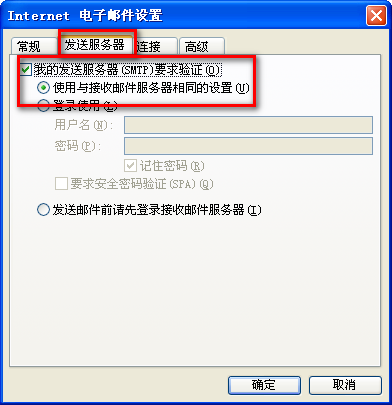 Internet 电子邮件设置
常规 发送服务器 连接 高级
我的发送服务器(SMTP)要求验证(O)
使用与接收邮件服务器相同的设置(U)
登录使用(L)
用户名(N):
密码(P):
记住密码(R)
要求安全密码验证(SPA)(Q)
发送邮件前请先登录接收邮件服务器(I)
确定 取消